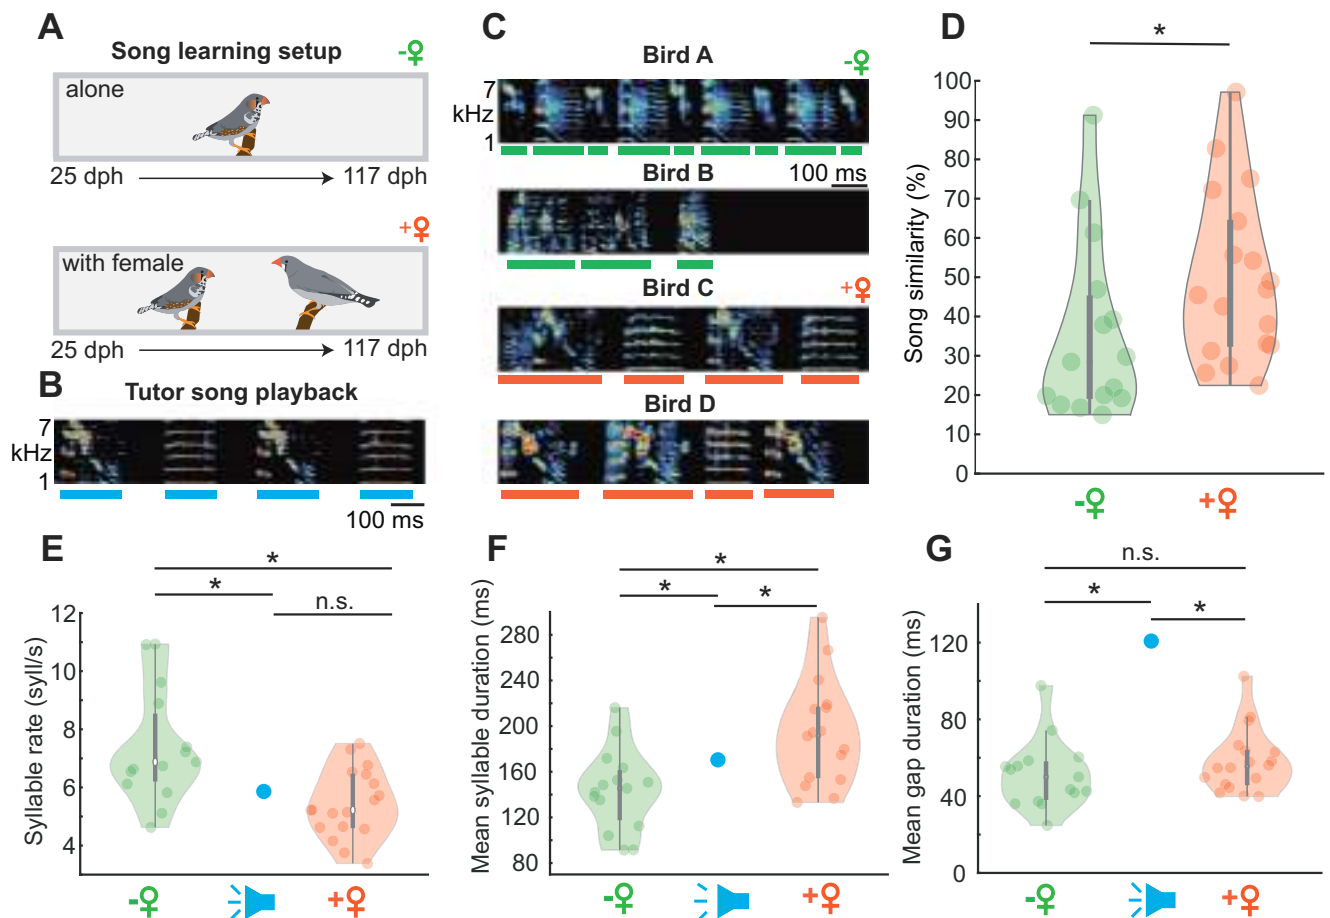 A
Song learning setup
-♀
alone
25 dph
117 dph
+♀
with female
25 dph
117 dph
B
Tutor song playback
7
kHz
1
100 ms
C
Bird A
-♀
7
kHz
1
Bird B
100 ms
Bird C
+♀
Bird D
D
*
Song similarity (%)
100
90
80
70
60
50
40
30
20
10
0
-♀
+♀
E
*
*
n.s.
Syllable rate (syll/s)
12
10
8
6
4
-♀
+♀
F
*
*
*
Mean syllable duration (ms)
280
240
200
160
120
80
-♀
+♀
G
n.s.
*
*
Mean gap duration (ms)
120
80
40
0
-♀
+♀